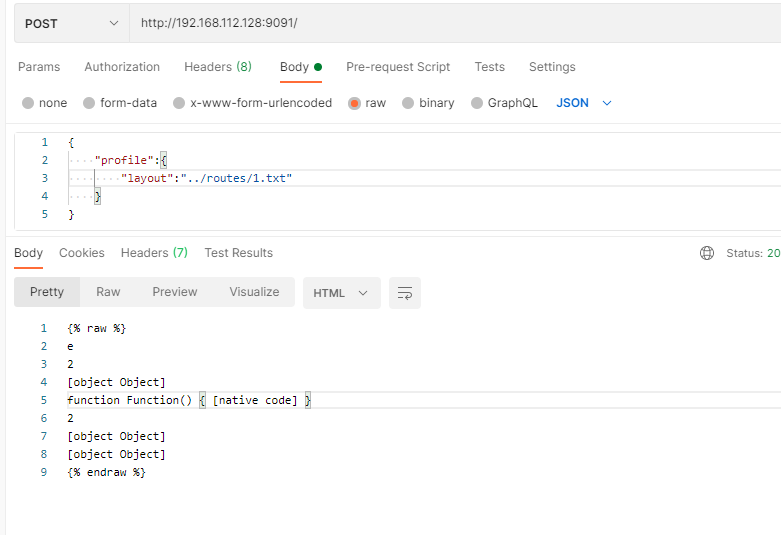 POST http://192.168.112.128:9091/
Params Authorization Headers (8) Body Pre-request Script Tests Settings
none form-data x-www-form-urlencoded raw binary GraphQL JSON
1 {
2 ····"profile":{
3 ········"layout":"../routes/1.txt"
4 ····}
5 }
Body Cookies Headers (7) Test Results Status: 20
Pretty Raw Preview Visualize HTML
1 {% raw %}
2 e
3 2
4 [object Object]
5 function Function() { [native code] }
6 2
7 [object Object]
8 [object Object]
9 {% endraw %}